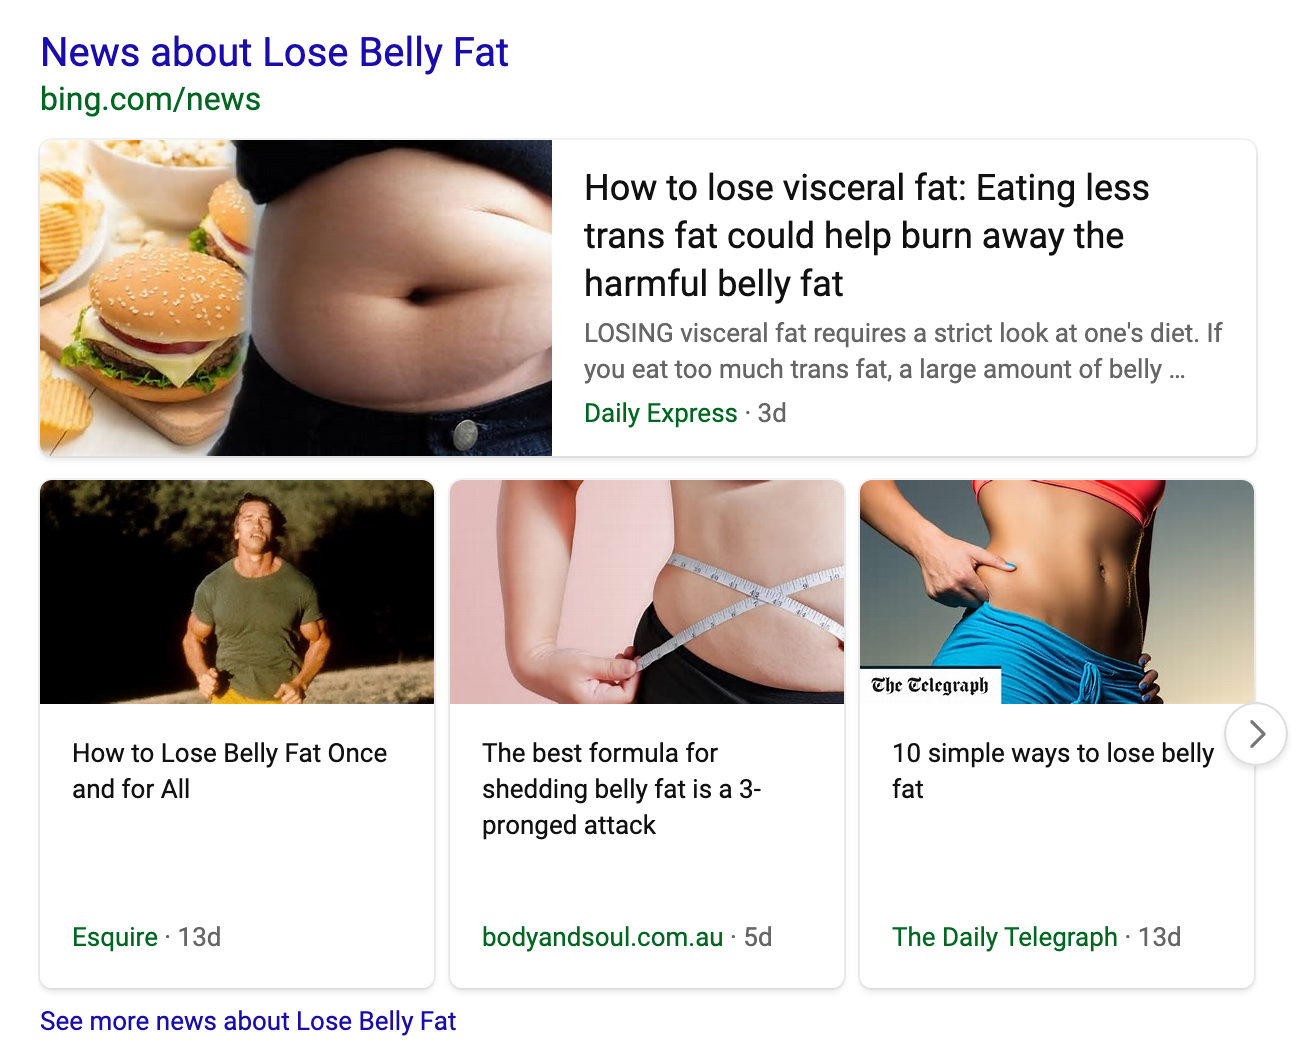 News about Lose Belly Fat
bing.com/news
How to lose visceral fat: Eating less
trans fat could help burn away the
harmful belly fat
LOSING visceral fat requires a strict look at one's diet. If
you eat too much trans fat, a large amount of belly ...
Daily Express · 3d
How to Lose Belly Fat Once
and for All
Esquire · 13d
The best formula for
shedding belly fat is a 3-
pronged attack
bodyandsoul.com.au · 5d
The Telegraph
10 simple ways to lose belly
fat
The Daily Telegraph · 13d
See more news about Lose Belly Fat